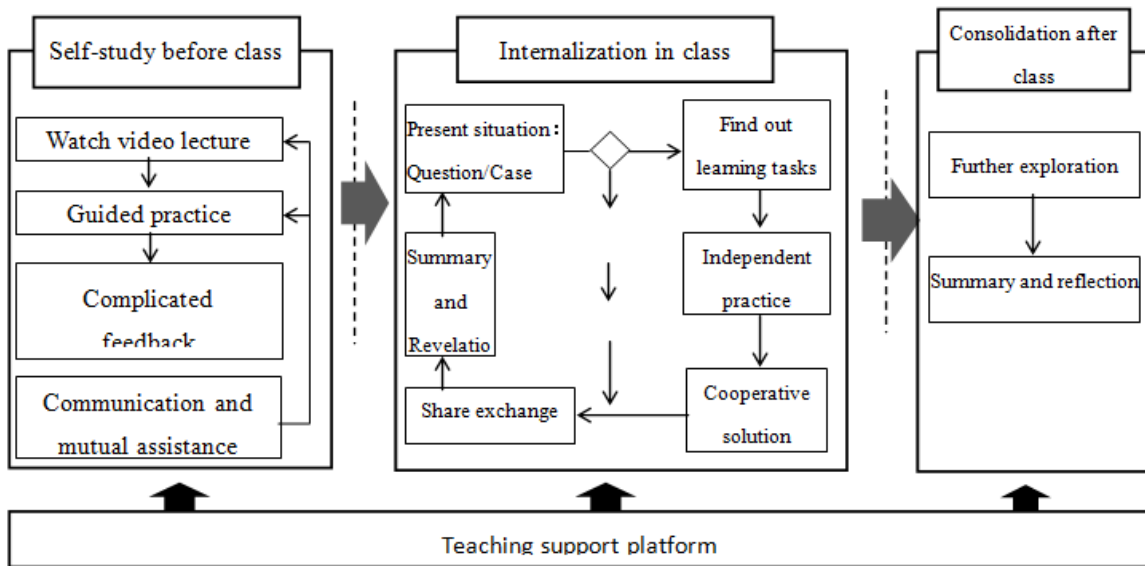 Self-study before class
Watch video lecture
Guided practice
Complicated
feedback
Communication and
mutual assistance
Internalization in class
Present situation:
Question/Case
Find out
learning tasks
Independent
practice
Cooperative
solution
Share exchange
Summary
and
Revelatio
Consolidation after
class
Further exploration
Summary and reflection
Teaching support platform